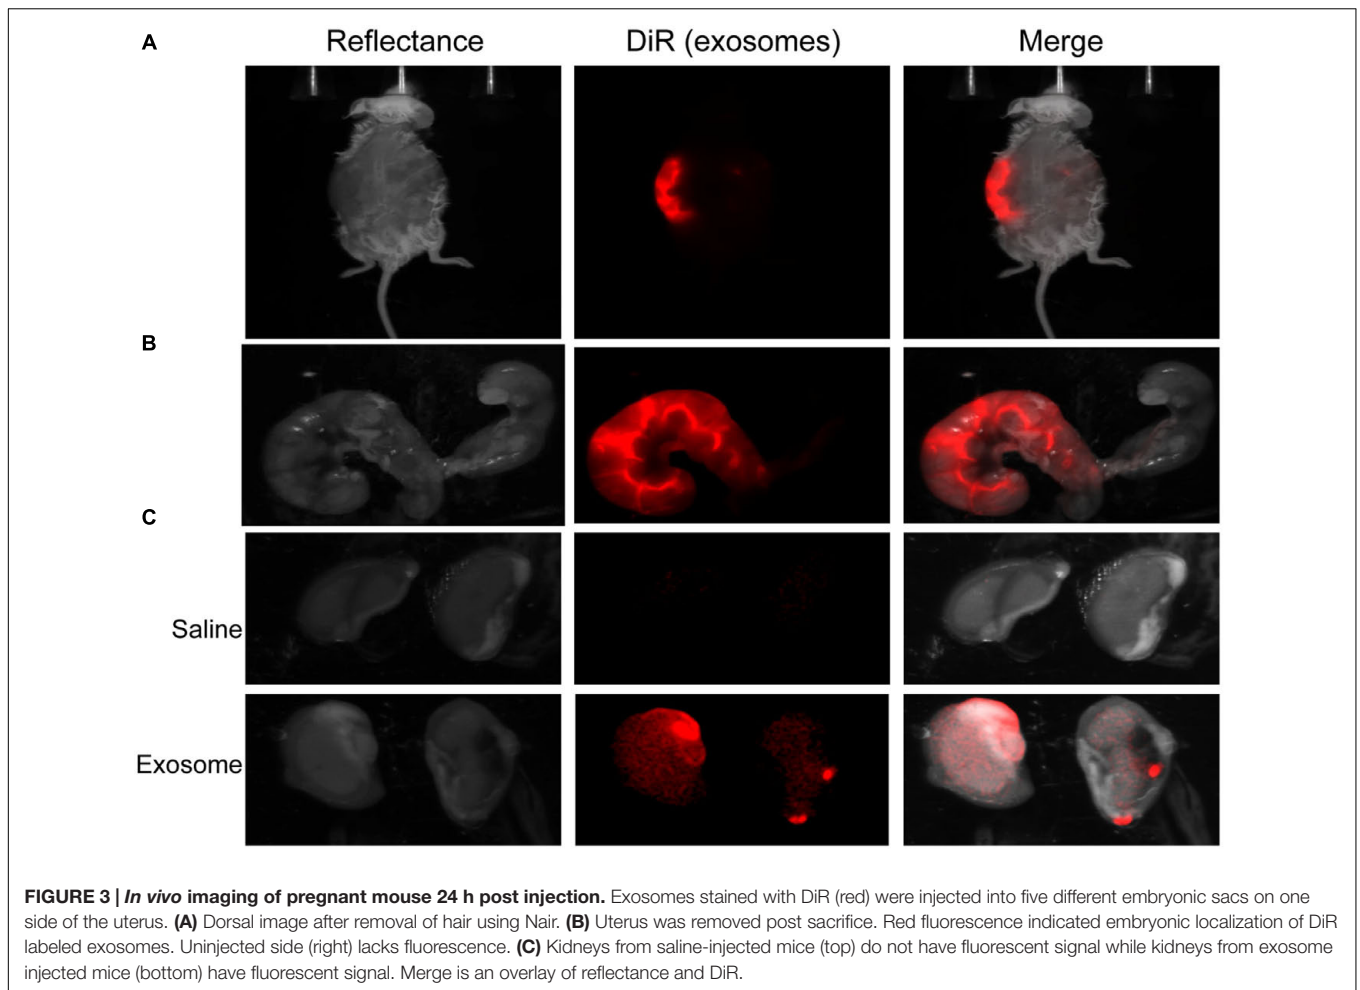 A
Reflectance
DiR (exosomes)
Merge
B
C
Saline
Exosome
FIGURE 3 | In vivo imaging of pregnant mouse 24 h post injection. Exosomes stained with DiR (red) were injected into five different embryonic sacs on one
side of the uterus. (A) Dorsal image after removal of hair using Nair. (B) Uterus was removed post sacrifice. Red fluorescence indicated embryonic localization of DiR
labeled exosomes. Uninjected side (right) lacks fluorescence. (C) Kidneys from saline-injected mice (top) do not have fluorescent signal while kidneys from exosome
injected mice (bottom) have fluorescent signal. Merge is an overlay of reflectance and DiR.